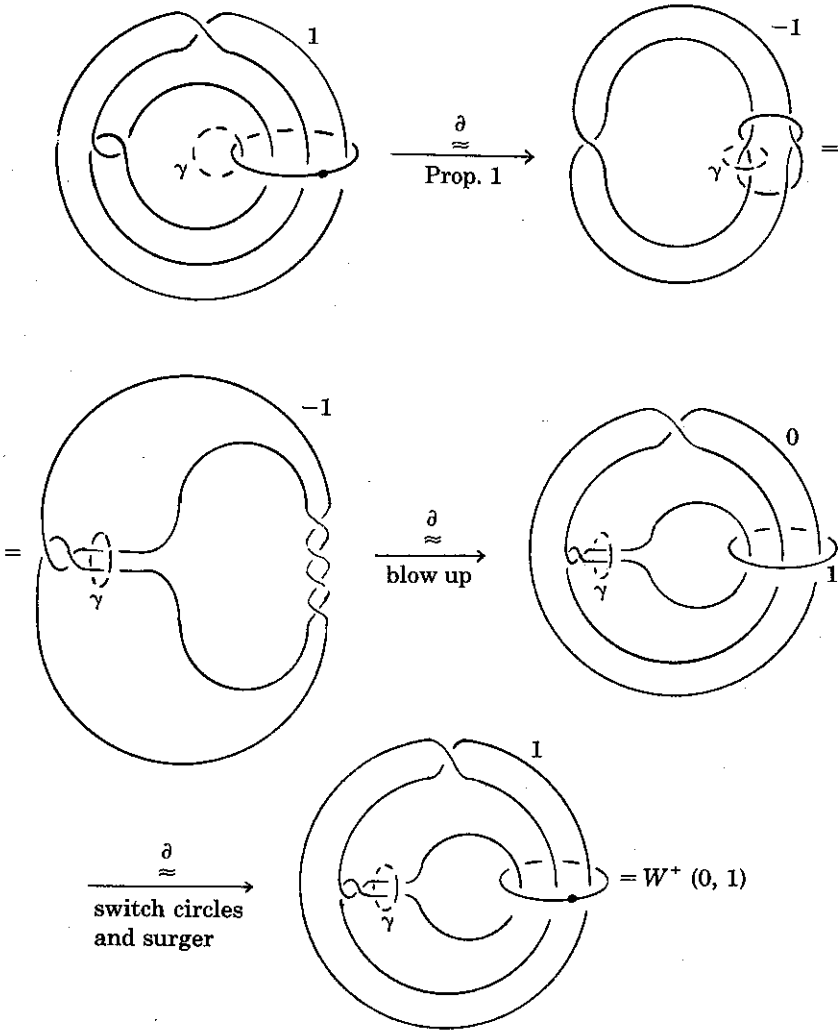 1
γ
∂
≈
Prop. 1
−1
γ
=
=
−1
γ
∂
≈
blow up
0
γ
1
∂
≈
switch circles
and surger
1
γ
= W⁺ (0, 1)